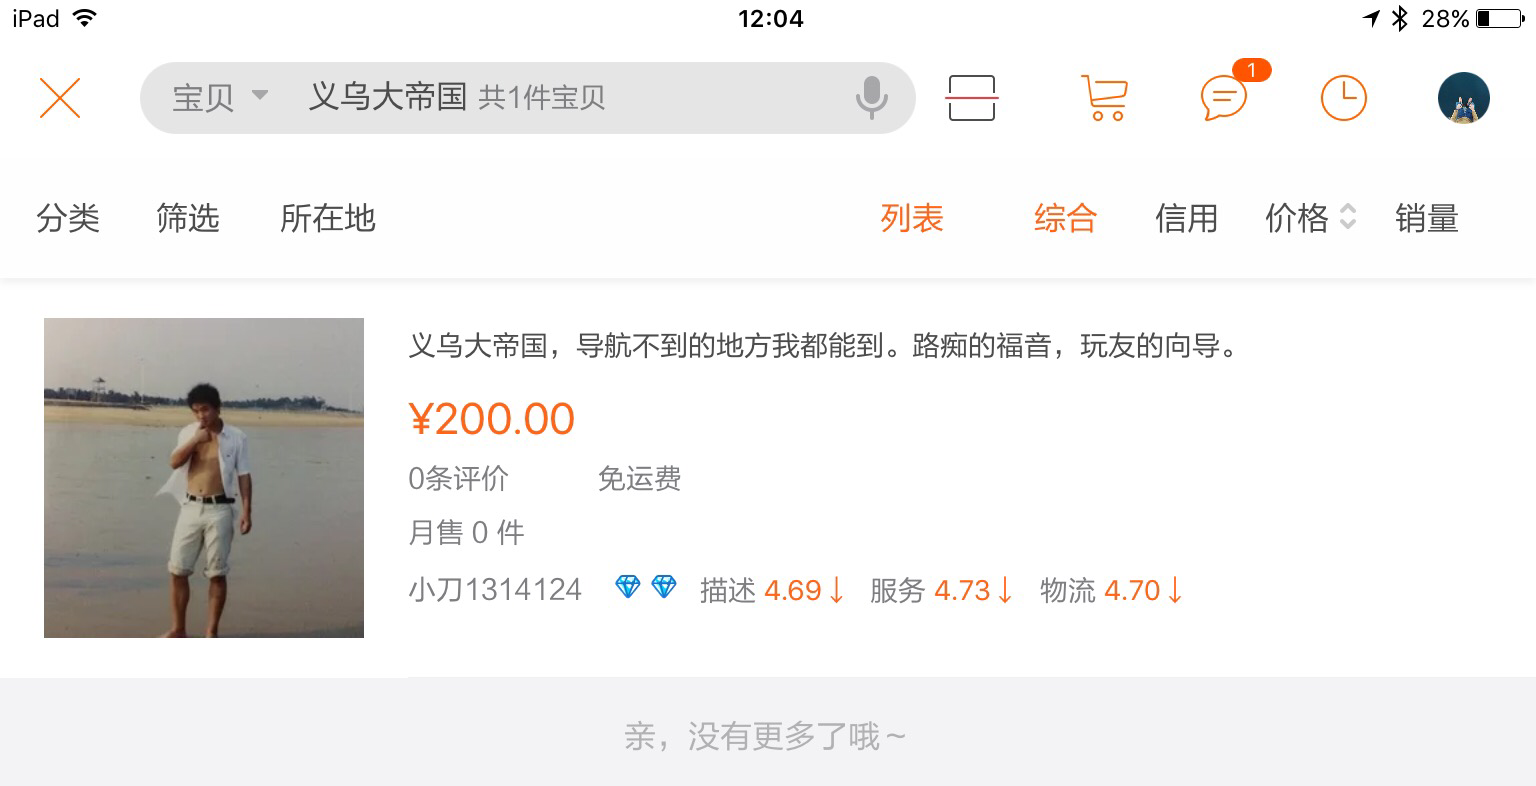 iPad 12:04 28%
宝贝 义乌大帝国 共1件宝贝 1
分类 筛选 所在地 列表 综合 信用 价格 销量
义乌大帝国，导航不到的地方我都能到。路痴的福音，玩友的向导。
¥200.00
0条评价 免运费
月售 0 件
小刀1314124 描述 4.69↓ 服务 4.73↓ 物流 4.70↓
亲，没有更多了哦~